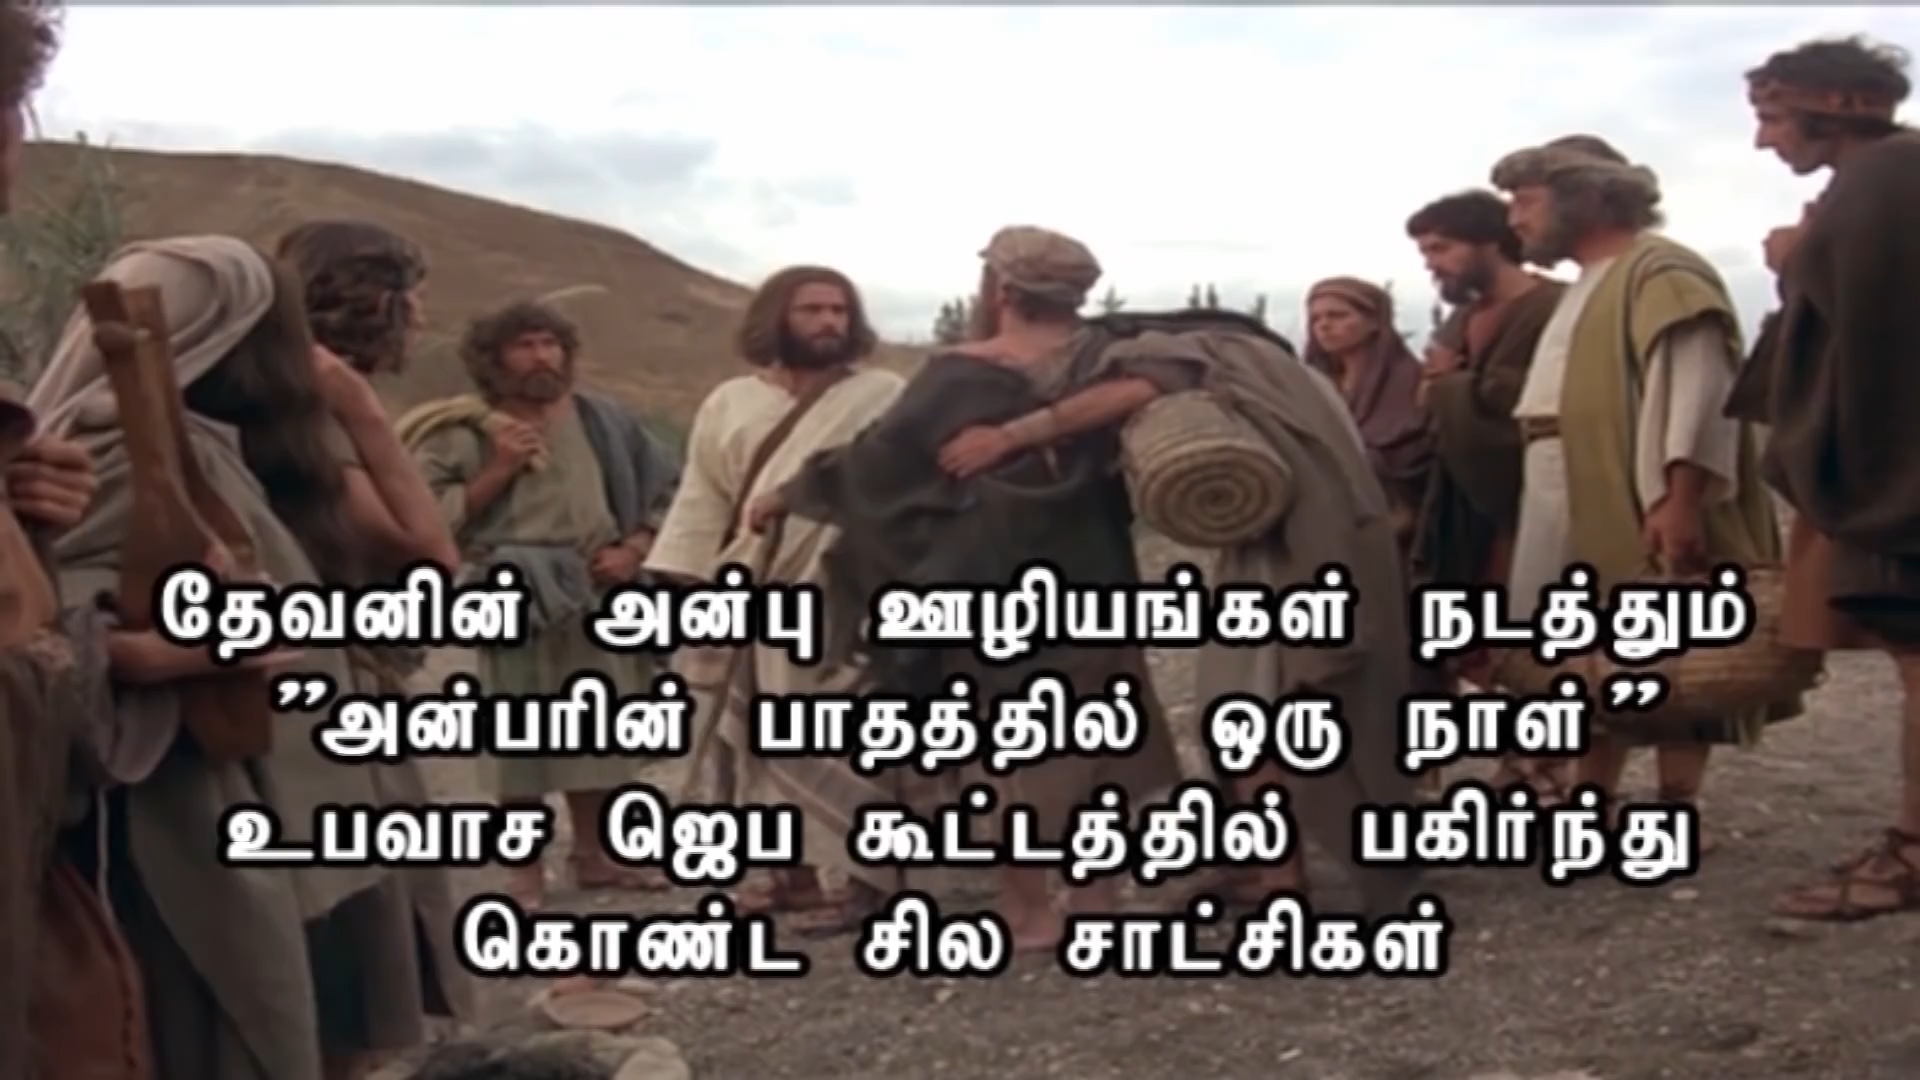 தேவனின் அன்பு ஊழியங்கள் நடத்தும்
”அன்பரின் பாதத்தில் ஒரு நாள்”
உபவாச ஜெப கூட்டத்தில் பகிர்ந்து
கொண்ட சில சாட்சிகள்